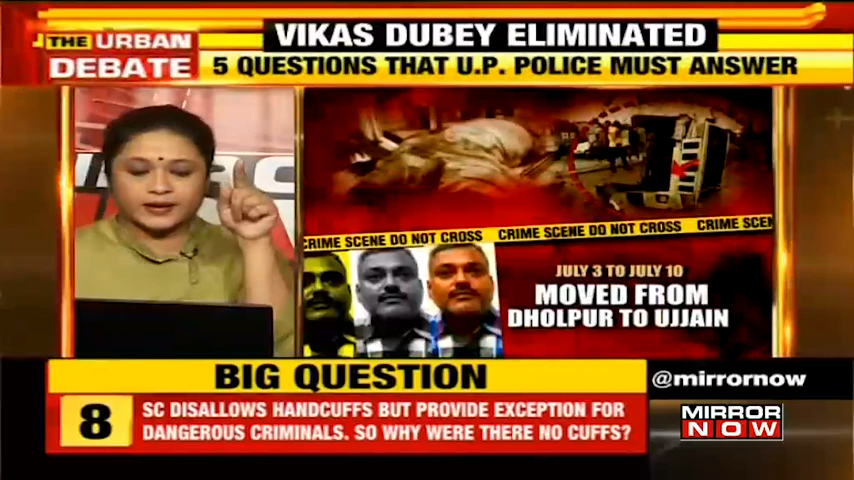 THE URBAN
DEBATE
VIKAS DUBEY ELIMINATED
5 QUESTIONS THAT U.P. POLICE MUST ANSWER
CRIME SCENE DO NOT CROSS CRIME SCENE DO NOT CROSS CRIME SCEN
JULY 3 TO JULY 10
MOVED FROM
DHOLPUR TO UJJAIN
BIG QUESTION
8
SC DISALLOWS HANDCUFFS BUT PROVIDE EXCEPTION FOR
DANGEROUS CRIMINALS. SO WHY WERE THERE NO CUFFS?
@mirrornow
MIRROR
NOW